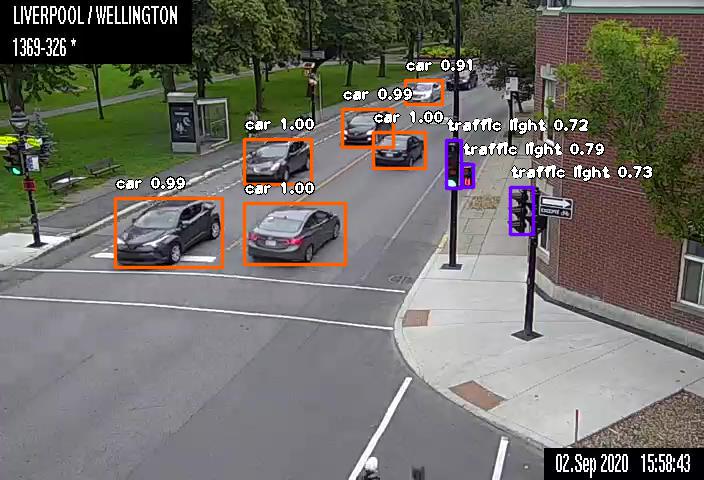 LIVERPOOL / WELLINGTON
1369-326 *
car 0.91
car 0.99
car 1.00
traffic light 0.72
car 1.00
traffic light 0.79
traffic light 0.73
car 0.99
car 1.00
EXCEPTÉ
02.Sep 2020 15:58:43